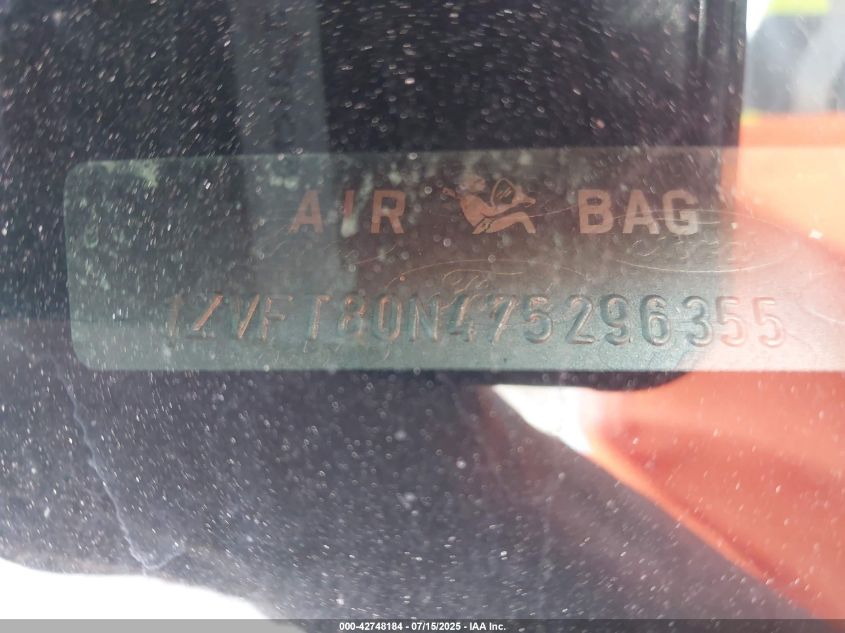 AIR BAG
1ZVFT80N475296355
000-42748184 - 07/15/2025 - IAA Inc.